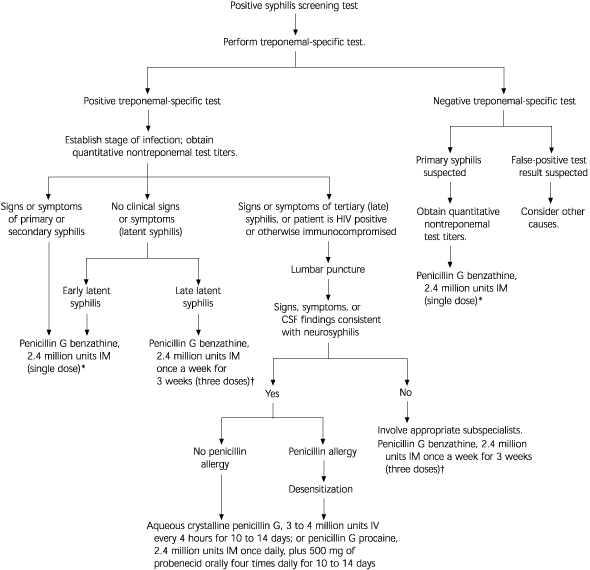 Positive syphilis screening test
Perform treponemal-specific test.
Positive treponemal-specific test
Negative treponemal-specific test
Establish stage of infection; obtain
quantitative nontreponemal test titers.
Primary syphilis
suspected
False-positive test
result suspected
Signs or symptoms
of primary or
secondary syphilis
No clinical signs
or symptoms
(latent syphilis)
Signs or symptoms of tertiary (late)
syphilis, or patient is HIV positive
or otherwise immunocompromised
Obtain quantitative
nontreponemal
test titers.
Consider other
causes.
Lumbar puncture
Penicillin G benzathine,
2.4 million units IM
(single dose)*
Early latent
syphilis
Late latent
syphilis
Signs, symptoms, or
CSF findings consistent
with neurosyphilis
Penicillin G benzathine,
2.4 million units IM
(single dose)*
Penicillin G benzathine,
2.4 million units IM
once a week for
3 weeks (three doses)†
Yes
No
Involve appropriate subspecialists.
Penicillin G benzathine, 2.4 million
units IM once a week for 3 weeks
(three doses)†
No penicillin
allergy
Penicillin allergy
Desensitization
Aqueous crystalline penicillin G, 3 to 4 million units IV
every 4 hours for 10 to 14 days; or penicillin G procaine,
2.4 million units IM once daily, plus 500 mg of
probenecid orally four times daily for 10 to 14 days